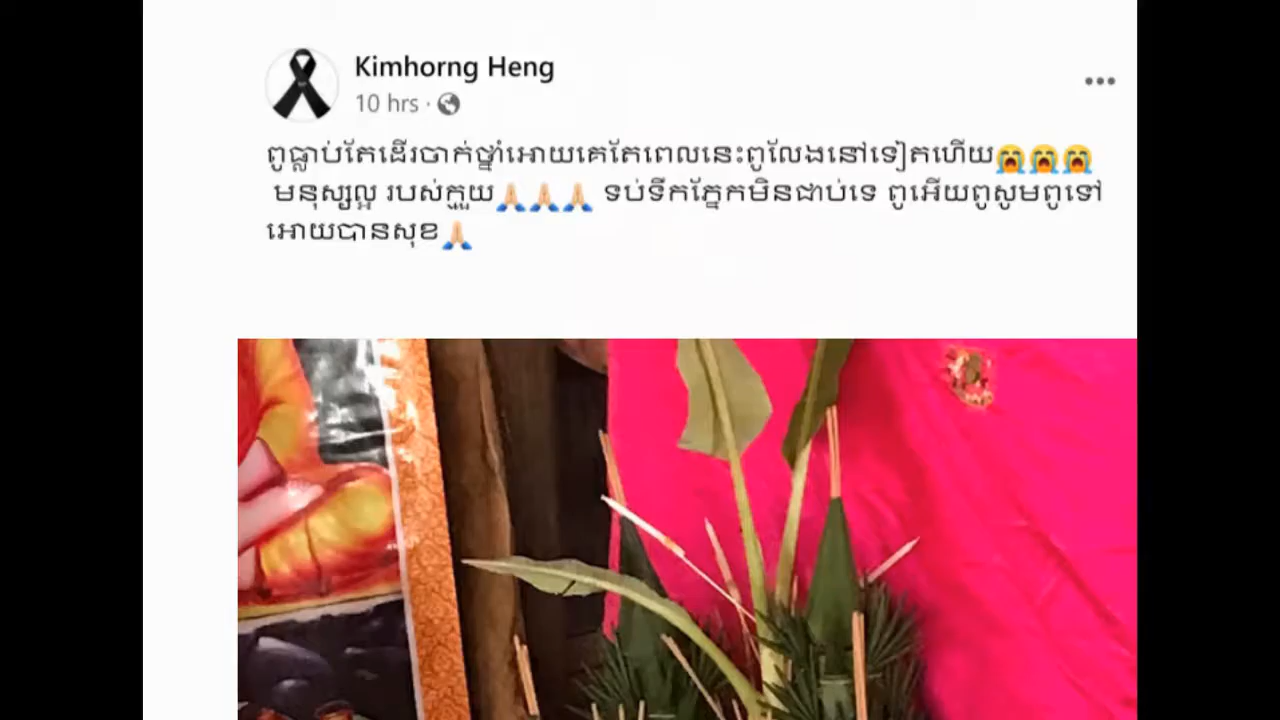 Kimhorng Heng
10 hrs ·
ពូធ្លាប់តែដើរចាក់ថ្នាំអោយគេតែពេលនេះពូលែងនៅទៀតហើយ😭😭😭
មនុស្សល្អ របស់ក្មួយ🙏🏻🙏🏻🙏🏻 ទប់ទឹកភ្នែកមិនជាប់ទេ ពូអើយពូសូមពូទៅ
អោយបានសុខ🙏🏻